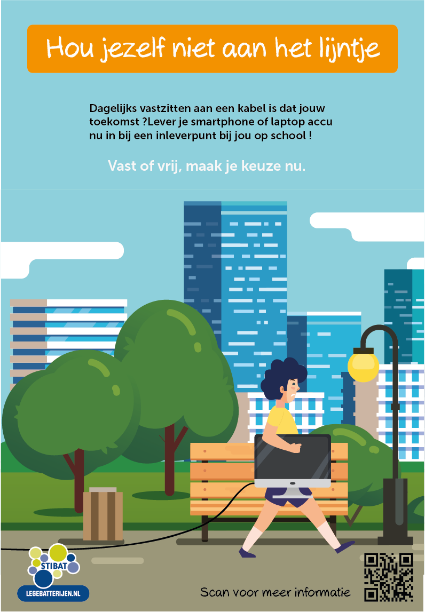 Hou jezelf niet aan het lijntje
Dagelijks vastzitten aan een kabel is dat jouw
toekomst ?Lever je smartphone of laptop accu
nu in bij een inleverpunt bij jou op school !
Vast of vrij, maak je keuze nu.
STIBAT
LEGEBATTERIJEN.NL
Scan voor meer informatie